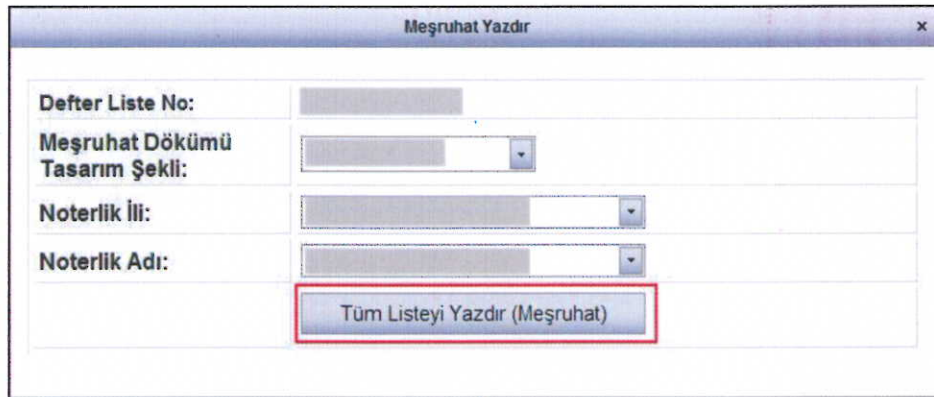 Meşruhat Yazdır x
Defter Liste No:
Meşruhat Dökümü
Tasarım Şekli:
Noterlik İli:
Noterlik Adı:
Tüm Listeyi Yazdır (Meşruhat)